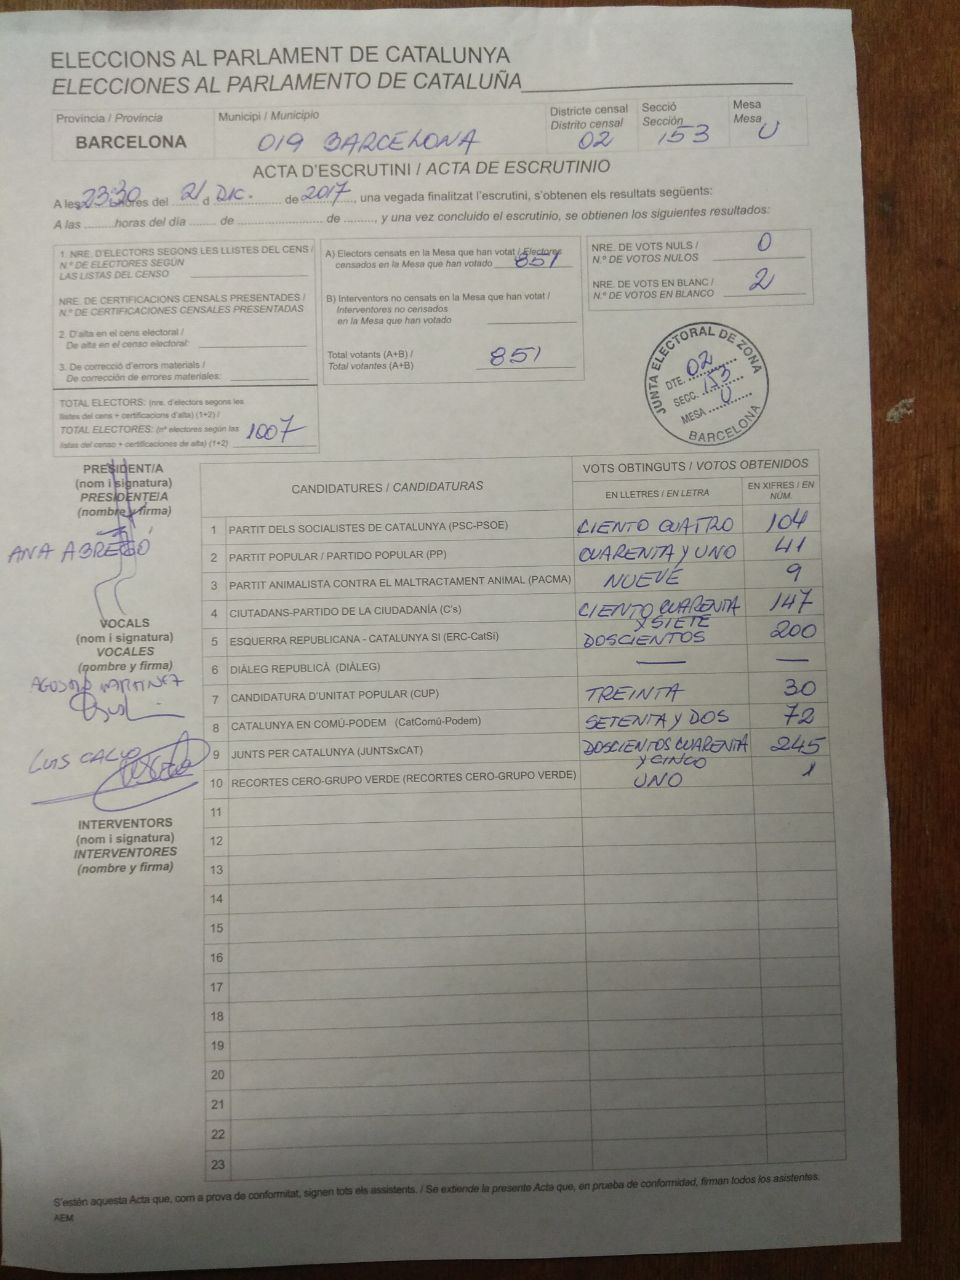 ELECCIONS AL PARLAMENT DE CATALUNYA
ELECCIONES AL PARLAMENTO DE CATALUÑA
Provincia / Provincia
BARCELONA
Municipi / Municipio
019 BARCELONA
Districte censal
Distrito censal
02
Secció
Sección
153
Mesa
Mesa
U
ACTA D'ESCRUTINI / ACTA DE ESCRUTINIO
A les 23:30 hores del 21 d DIC. de 2017, una vegada finalitzat l'escrutini, s'obtenen els resultats següents:
A las ......... horas del día ........ de ........................ de ........., y una vez concluido el escrutinio, se obtienen los siguientes resultados:
1. NRE. D'ELECTORS SEGONS LES LLISTES DEL CENS /
N.º DE ELECTORES SEGÚN
LAS LISTAS DEL CENSO
NRE. DE CERTIFICACIONS CENSALS PRESENTADES /
N.º DE CERTIFICACIONES CENSALES PRESENTADAS
2. D'alta en el cens electoral /
De alta en el censo electoral:
3. De correcció d'errors materials /
De corrección de errores materiales:
TOTAL ELECTORS: (nre. d'electors segons les
llistes del cens + certificacions d'alta) (1+2) /
TOTAL ELECTORES: (nº electores según las
listas del censo + certificaciones de alta) (1+2) 1007
A) Electors censats en la Mesa que han votat / Electores
censados en la Mesa que han votado 851
B) Interventors no censats en la Mesa que han votat /
Interventores no censados
en la Mesa que han votado
Total votants (A+B) /
Total votantes (A+B) 851
NRE. DE VOTS NULS /
N.º DE VOTOS NULOS 0
NRE. DE VOTS EN BLANC /
N.º DE VOTOS EN BLANCO 2
JUNTA ELECTORAL DE ZONA
DTE. 02
SECC. 153
MESA U
BARCELONA
PRESIDENT/A
(nom i signatura)
PRESIDENTE/A
(nombre y firma)
ANA ABREGÓ
VOCALS
(nom i signatura)
VOCALES
(nombre y firma)
MARTINEZ
LUIS CALVO
INTERVENTORS
(nom i signatura)
INTERVENTORES
(nombre y firma)
CANDIDATURES / CANDIDATURAS
VOTS OBTINGUTS / VOTOS OBTENIDOS
EN LLETRES / EN LETRA
EN XIFRES / EN NÚM.
1 PARTIT DELS SOCIALISTES DE CATALUNYA (PSC-PSOE) CIENTO CUATRO 104
2 PARTIT POPULAR / PARTIDO POPULAR (PP) CUARENTA Y UNO 41
3 PARTIT ANIMALISTA CONTRA EL MALTRACTAMENT ANIMAL (PACMA) NUEVE 9
4 CIUTADANS-PARTIDO DE LA CIUDADANÍA (C's) CIENTO CUARENTA Y SIETE 147
5 ESQUERRA REPUBLICANA - CATALUNYA SI (ERC-CatSí) DOSCIENTOS 200
6 DIÀLEG REPUBLICÀ (DIÀLEG) — —
7 CANDIDATURA D'UNITAT POPULAR (CUP) TREINTA 30
8 CATALUNYA EN COMÚ-PODEM (CatComú-Podem) SETENTA Y DOS 72
9 JUNTS PER CATALUNYA (JUNTSxCAT) DOSCIENTOS CUARENTA Y CINCO 245
10 RECORTES CERO-GRUPO VERDE (RECORTES CERO-GRUPO VERDE) UNO 1
11
12
13
14
15
16
17
18
19
20
21
22
23
S'estén aquesta Acta que, com a prova de conformitat, signen tots els assistents. / Se extiende la presente Acta que, en prueba de conformidad, firman todos los asistentes.
AEM